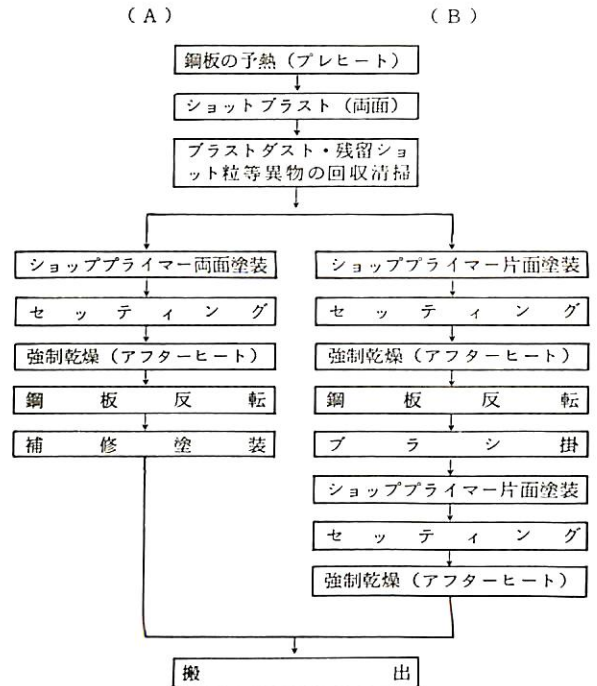 (A)
(B)
鋼板の予熱(プレヒート)
ショットブラスト(両面)
ブラストダスト・残留ショ
ット粒等異物の回収清掃
ショッププライマー両面塗装
セッティング
強制乾燥(アフターヒート)
鋼板反転
補修塗装
ショッププライマー片面塗装
セッティング
強制乾燥(アフターヒート)
鋼板反転
ブラシ掛
ショッププライマー片面塗装
セッティング
強制乾燥(アフターヒート)
搬出